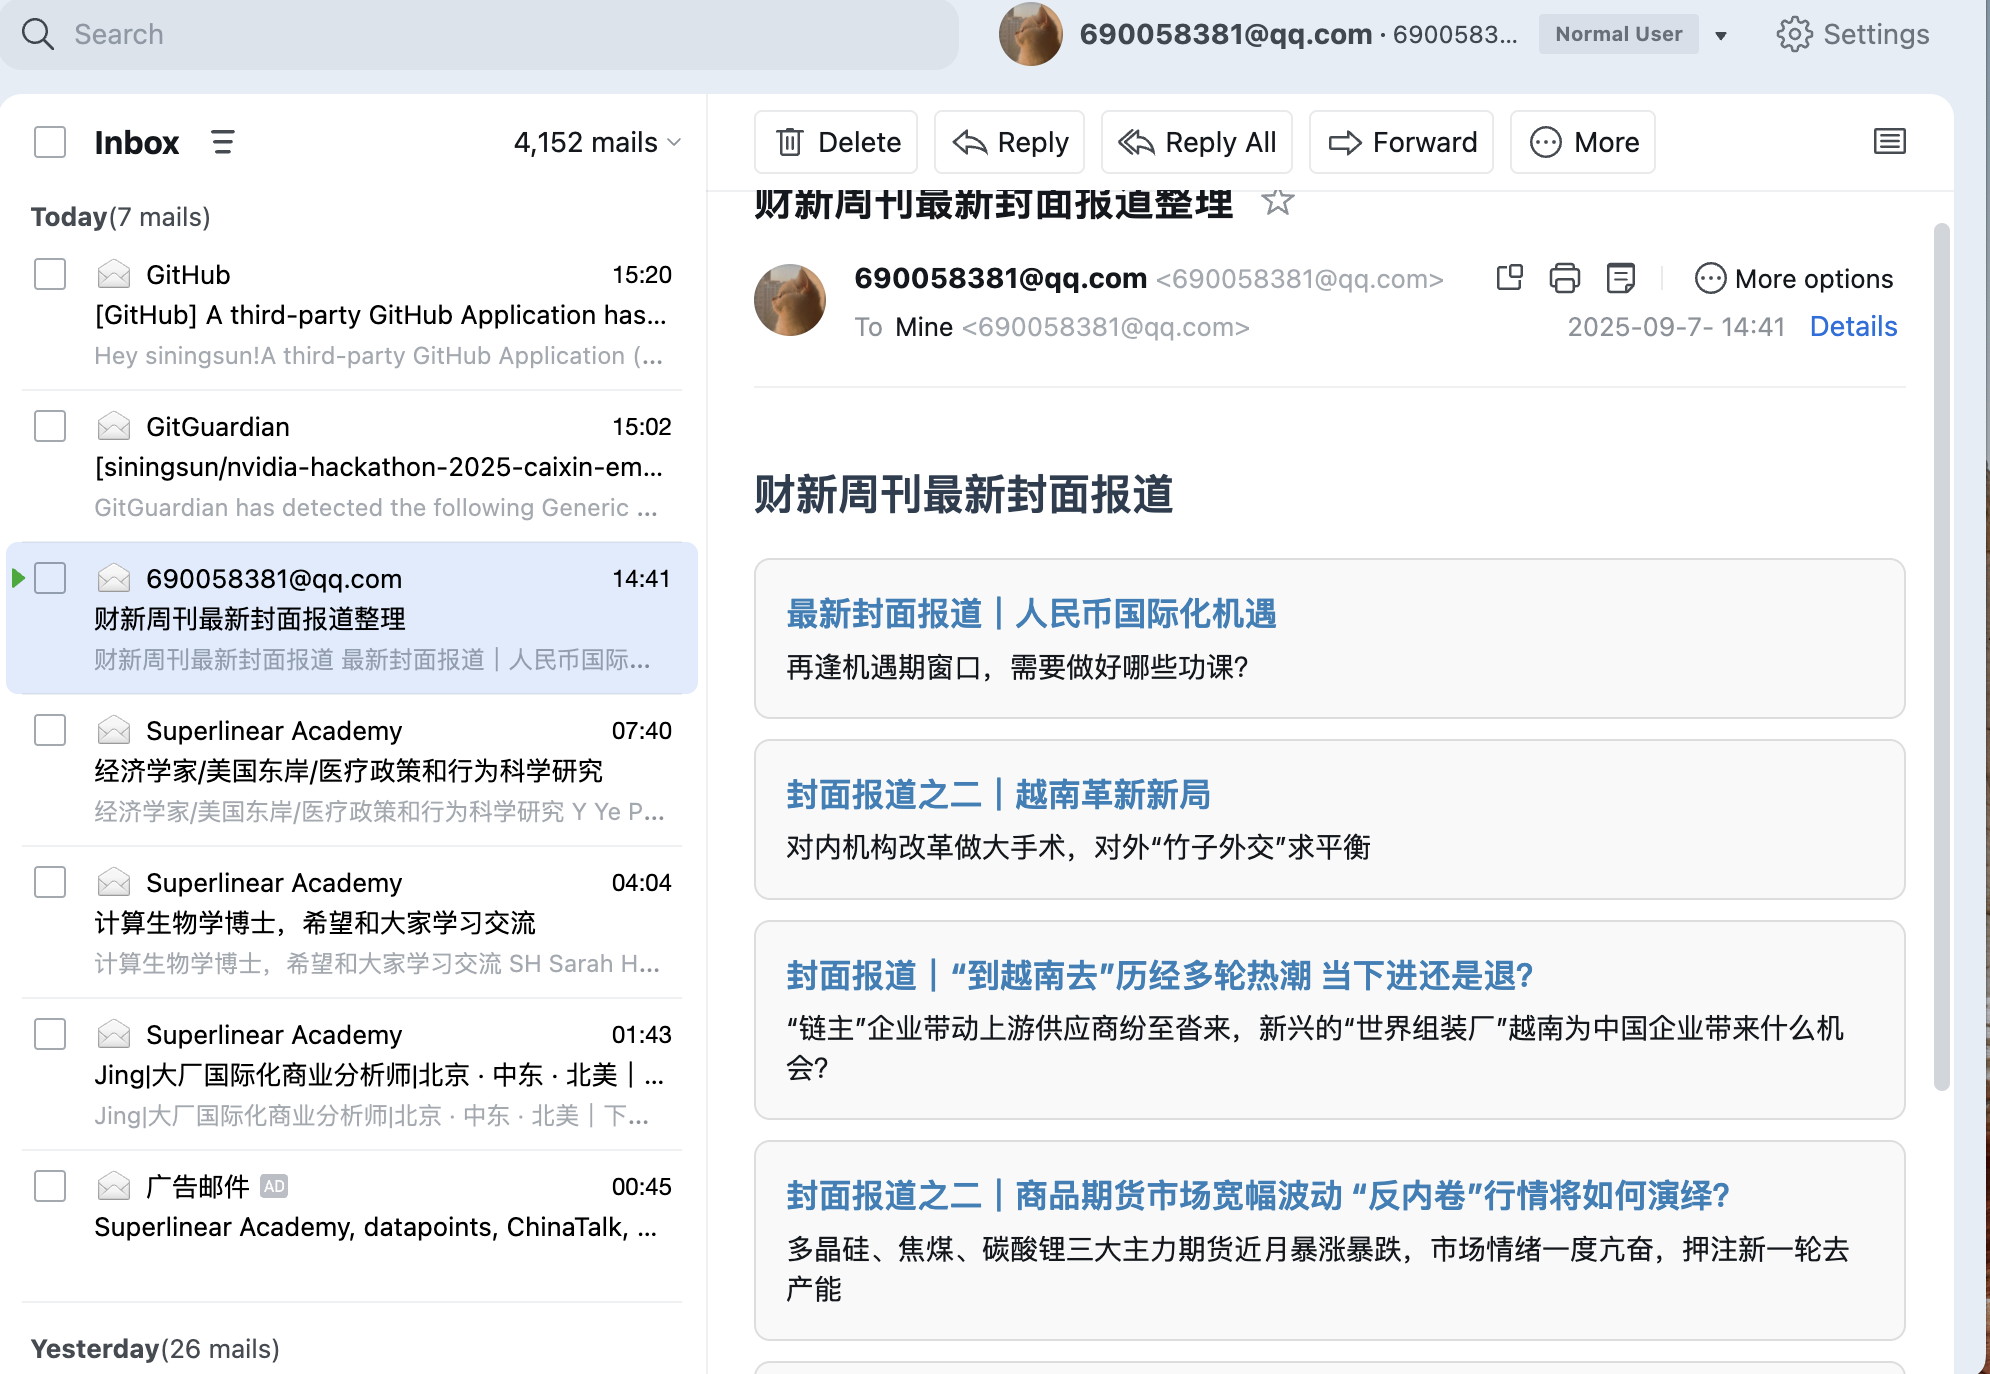 Search
690058381@qq.com · 6900583...
Normal User
Settings
Inbox
4,152 mails
Today(7 mails)
GitHub
15:20
[GitHub] A third-party GitHub Application has...
Hey siningsun!A third-party GitHub Application (...
GitGuardian
15:02
[siningsun/nvidia-hackathon-2025-caixin-em...
GitGuardian has detected the following Generic ...
690058381@qq.com
14:41
财新周刊最新封面报道整理
财新周刊最新封面报道 最新封面报道｜人民币国际...
Superlinear Academy
07:40
经济学家/美国东岸/医疗政策和行为科学研究
经济学家/美国东岸/医疗政策和行为科学研究 Y Ye P...
Superlinear Academy
04:04
计算生物学博士，希望和大家学习交流
计算生物学博士，希望和大家学习交流 SH Sarah H...
Superlinear Academy
01:43
Jing|大厂国际化商业分析师|北京 · 中东 · 北美｜...
Jing|大厂国际化商业分析师|北京 · 中东 · 北美｜下...
广告邮件 AD
00:45
Superlinear Academy, datapoints, ChinaTalk, ...
Yesterday(26 mails)
Delete
Reply
Reply All
Forward
More
财新周刊最新封面报道整理
690058381@qq.com <690058381@qq.com>
More options
To Mine <690058381@qq.com>
2025-09-7- 14:41
Details
财新周刊最新封面报道
最新封面报道｜人民币国际化机遇
再逢机遇期窗口，需要做好哪些功课?
封面报道之二｜越南革新新局
对内机构改革做大手术，对外“竹子外交”求平衡
封面报道｜“到越南去”历经多轮热潮 当下进还是退?
“链主”企业带动上游供应商纷至沓来，新兴的“世界组装厂”越南为中国企业带来什么机
会?
封面报道之二｜商品期货市场宽幅波动 “反内卷”行情将如何演绎?
多晶硅、焦煤、碳酸锂三大主力期货近月暴涨暴跌，市场情绪一度亢奋，押注新一轮去
产能